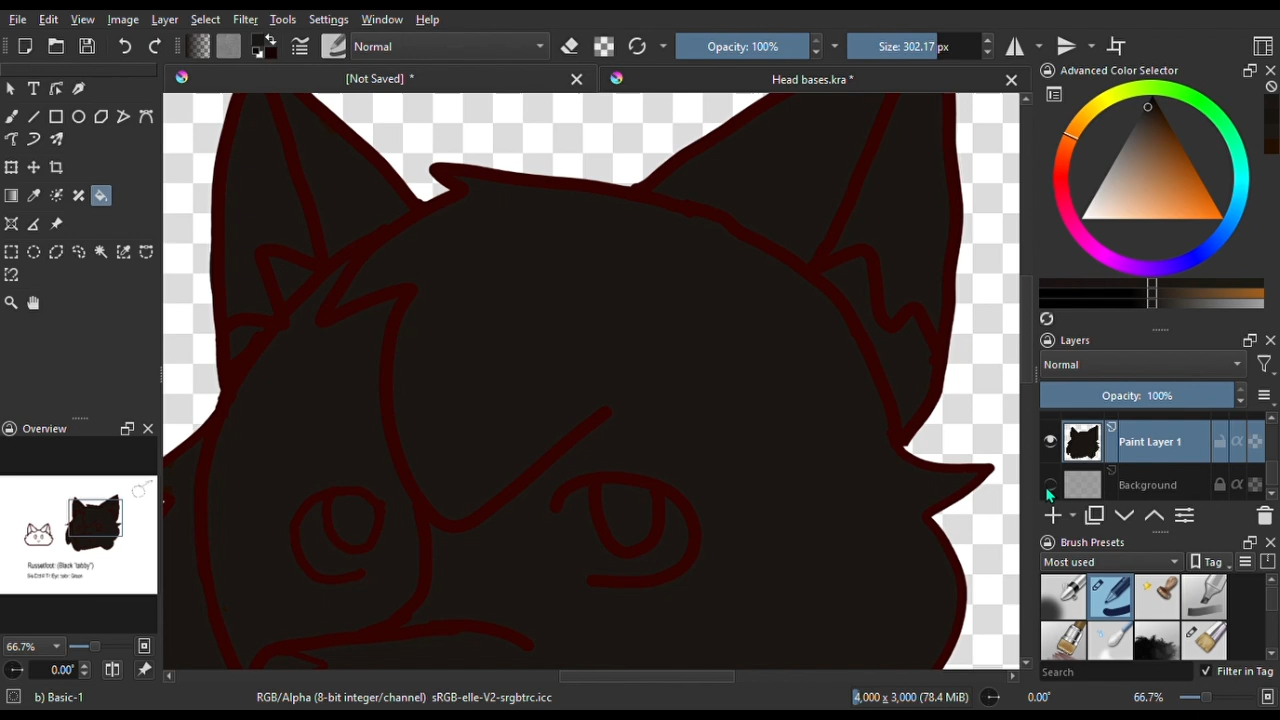 File Edit View Image Layer Select Filter Tools Settings Window Help
Normal Opacity: 100% Size: 302.17 px
[Not Saved] * Head bases.kra *
Advanced Color Selector
Layers
Normal
Opacity: 100%
Paint Layer 1
Background
Brush Presets
Most used Tag
Search Filter in Tag
Overview
Russetfoot: (Black "tabby")
Eye color: Green
66.7%
0.00°
b) Basic-1 RGB/Alpha (8-bit integer/channel) sRGB-elle-V2-srgbtrc.icc 4,000 x 3,000 (78.4 MiB) 0.00° 66.7%